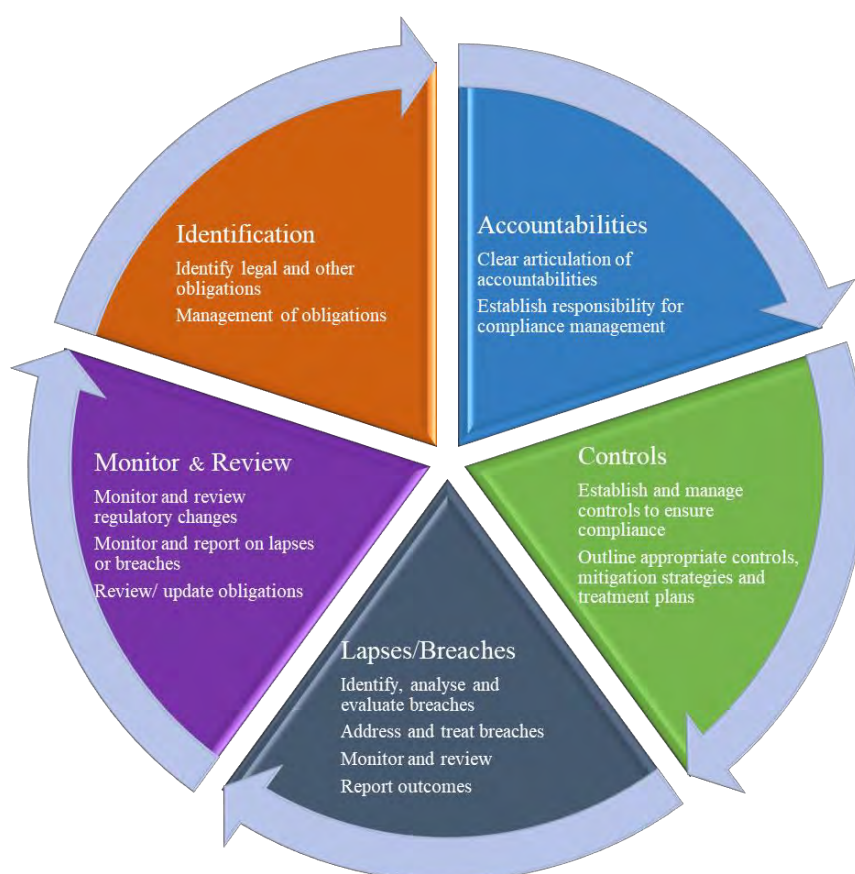 Identification
Identify legal and other
obligations
Management of obligations
Accountabilities
Clear articulation of
accountabilities
Establish responsibility for
compliance management
Controls
Establish and manage
controls to ensure
compliance
Outline appropriate controls,
mitigation strategies and
treatment plans
Lapses/Breaches
Identify, analyse and
evaluate breaches
Address and treat breaches
Monitor and review
Report outcomes
Monitor & Review
Monitor and review
regulatory changes
Monitor and report on lapses
or breaches
Review/ update obligations